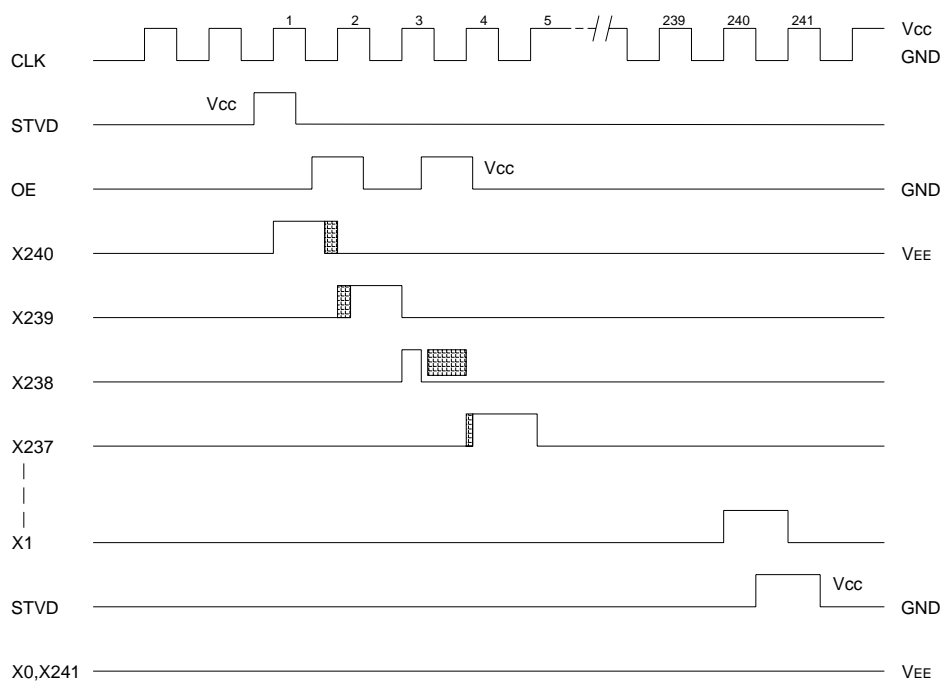 1 2 3 4 5 239 240 241 Vcc
CLK GND
Vcc
STVD
Vcc
OE GND
X240 VEE
X239
X238
X237
X1
Vcc
STVD GND
X0,X241 VEE